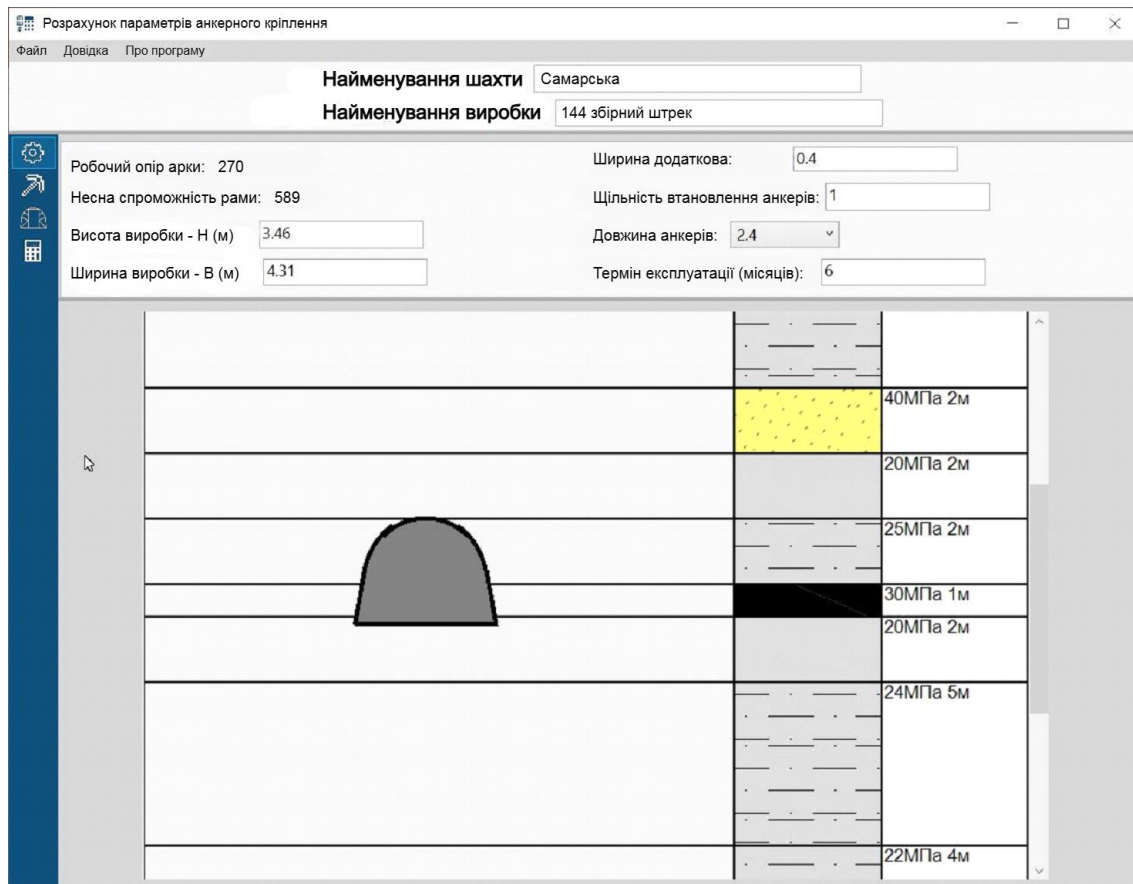 Розрахунок параметрів анкерного кріплення
Файл Довідка Про програму
Найменування шахти Самарська
Найменування виробки 144 збірний штрек
Робочий опір арки: 270
Несна спроможність рами: 589
Висота виробки - Н (м) 3.46
Ширина виробки - В (м) 4.31
Ширина додаткова: 0.4
Щільність втановлення анкерів: 1
Довжина анкерів: 2.4
Термін експлуатації (місяців): 6
40МПа 2м
20МПа 2м
25МПа 2м
30МПа 1м
20МПа 2м
24МПа 5м
22МПа 4м